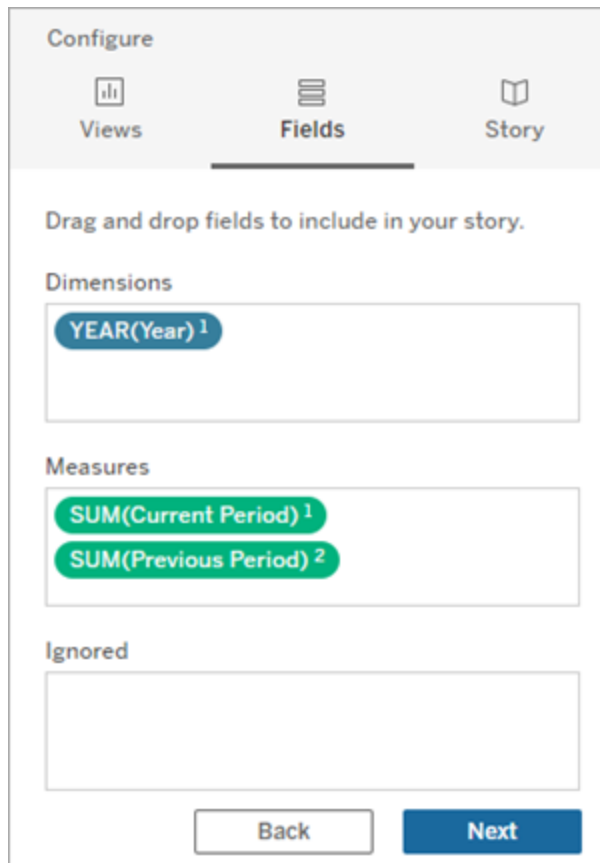 Configure
Views Fields Story
Drag and drop fields to include in your story.
Dimensions
YEAR(Year) 1
Measures
SUM(Current Period) 1
SUM(Previous Period) 2
Ignored
Back Next